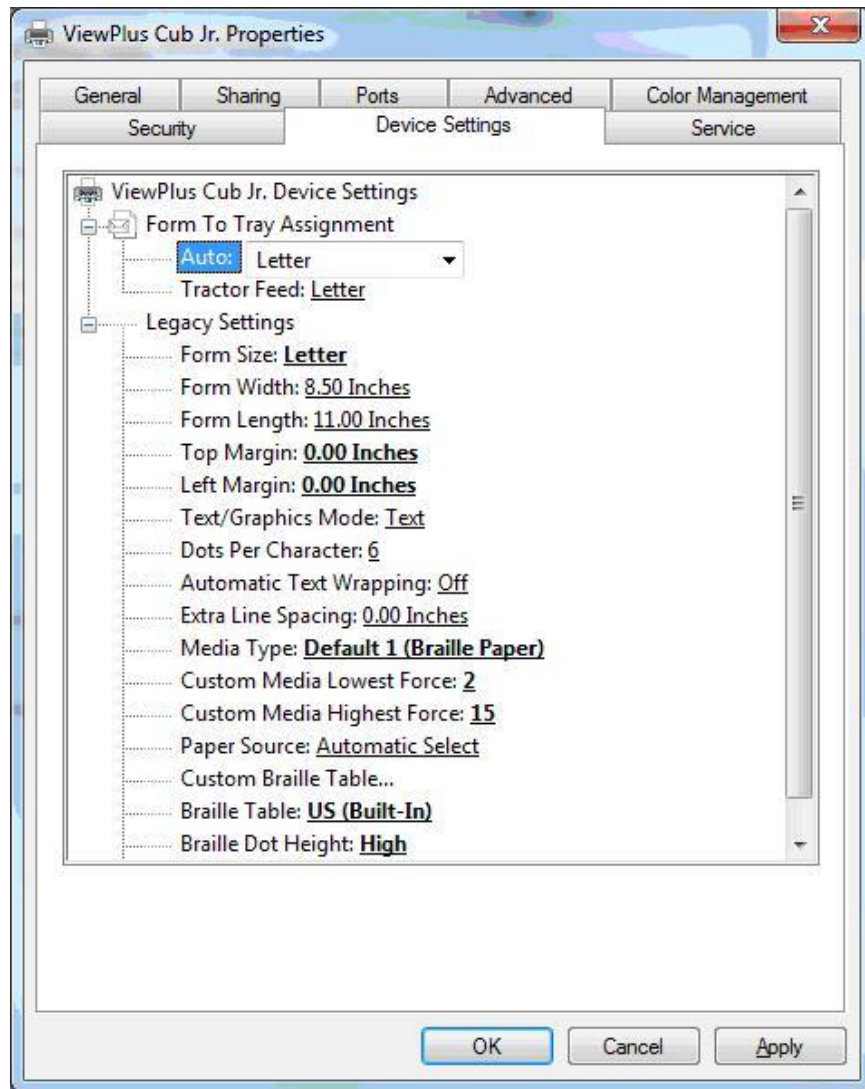 ViewPlus Cub Jr. Properties
General Sharing Ports Advanced Color Management
Security Device Settings Service
ViewPlus Cub Jr. Device Settings
Form To Tray Assignment
Auto: Letter
Tractor Feed: Letter
Legacy Settings
Form Size: Letter
Form Width: 8.50 Inches
Form Length: 11.00 Inches
Top Margin: 0.00 Inches
Left Margin: 0.00 Inches
Text/Graphics Mode: Text
Dots Per Character: 6
Automatic Text Wrapping: Off
Extra Line Spacing: 0.00 Inches
Media Type: Default 1 (Braille Paper)
Custom Media Lowest Force: 2
Custom Media Highest Force: 15
Paper Source: Automatic Select
Custom Braille Table...
Braille Table: US (Built-In)
Braille Dot Height: High
OK Cancel Apply